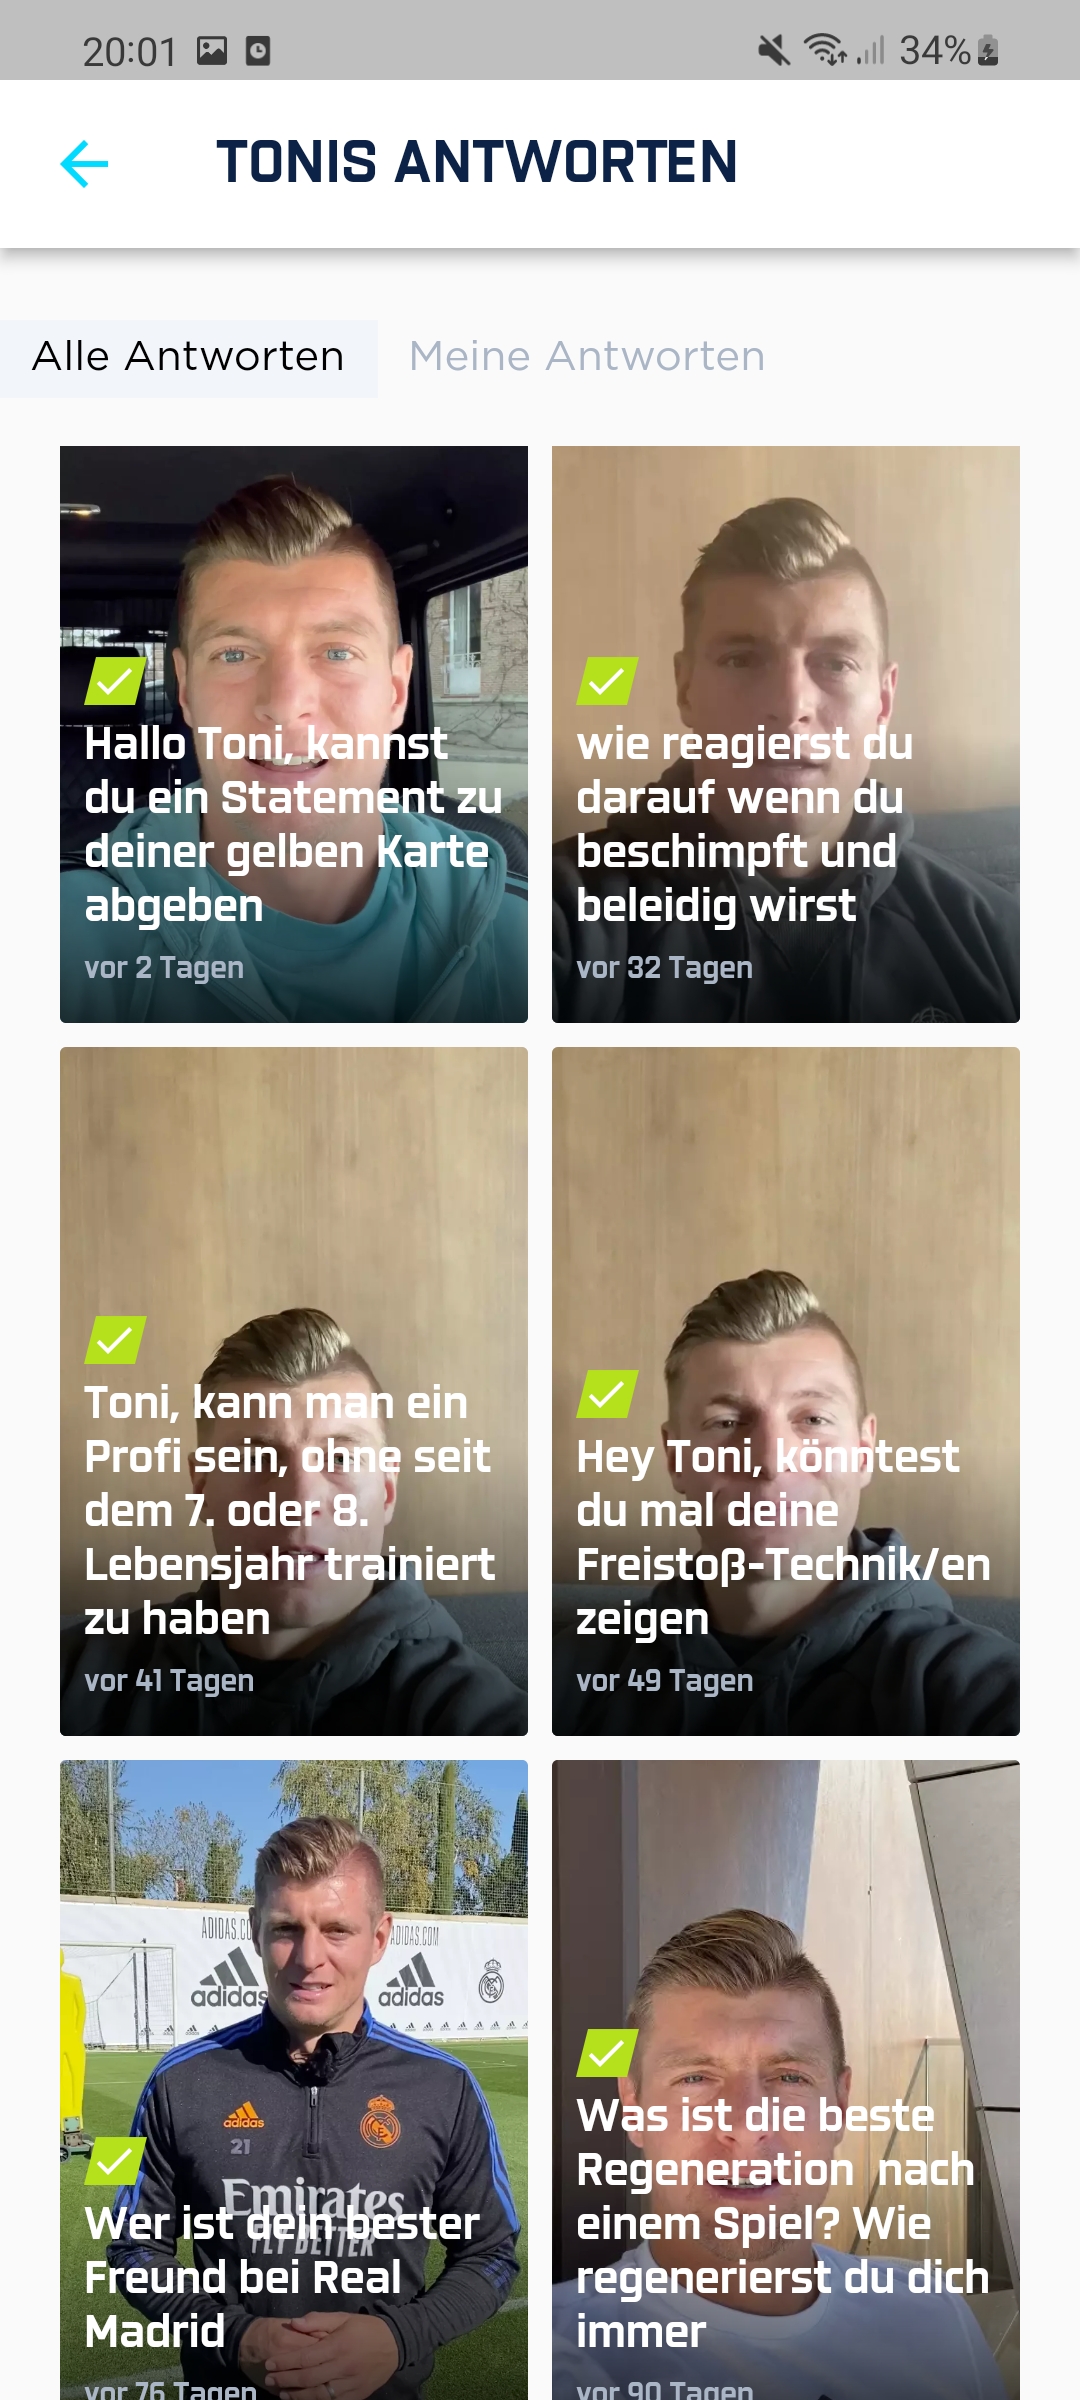 20:01
34%
TONIS ANTWORTEN
Alle Antworten
Meine Antworten
Hallo Toni, kannst
du ein Statement zu
deiner gelben Karte
abgeben
vor 2 Tagen
wie reagierst du
darauf wenn du
beschimpft und
beleidig wirst
vor 32 Tagen
Toni, kann man ein
Profi sein, ohne seit
dem 7. oder 8.
Lebensjahr trainiert
zu haben
vor 41 Tagen
Hey Toni, könntest
du mal deine
Freistoß-Technik/en
zeigen
vor 49 Tagen
ADIDAS.CO
ADIDAS.COM
adidas
adidas
adidas
21
Emirates
FLY BETTER
Wer ist dein bester
Freund bei Real
Madrid
vor 76 Tagen
Was ist die beste
Regeneration  nach
einem Spiel? Wie
regenerierst du dich
immer
vor 90 Tagen